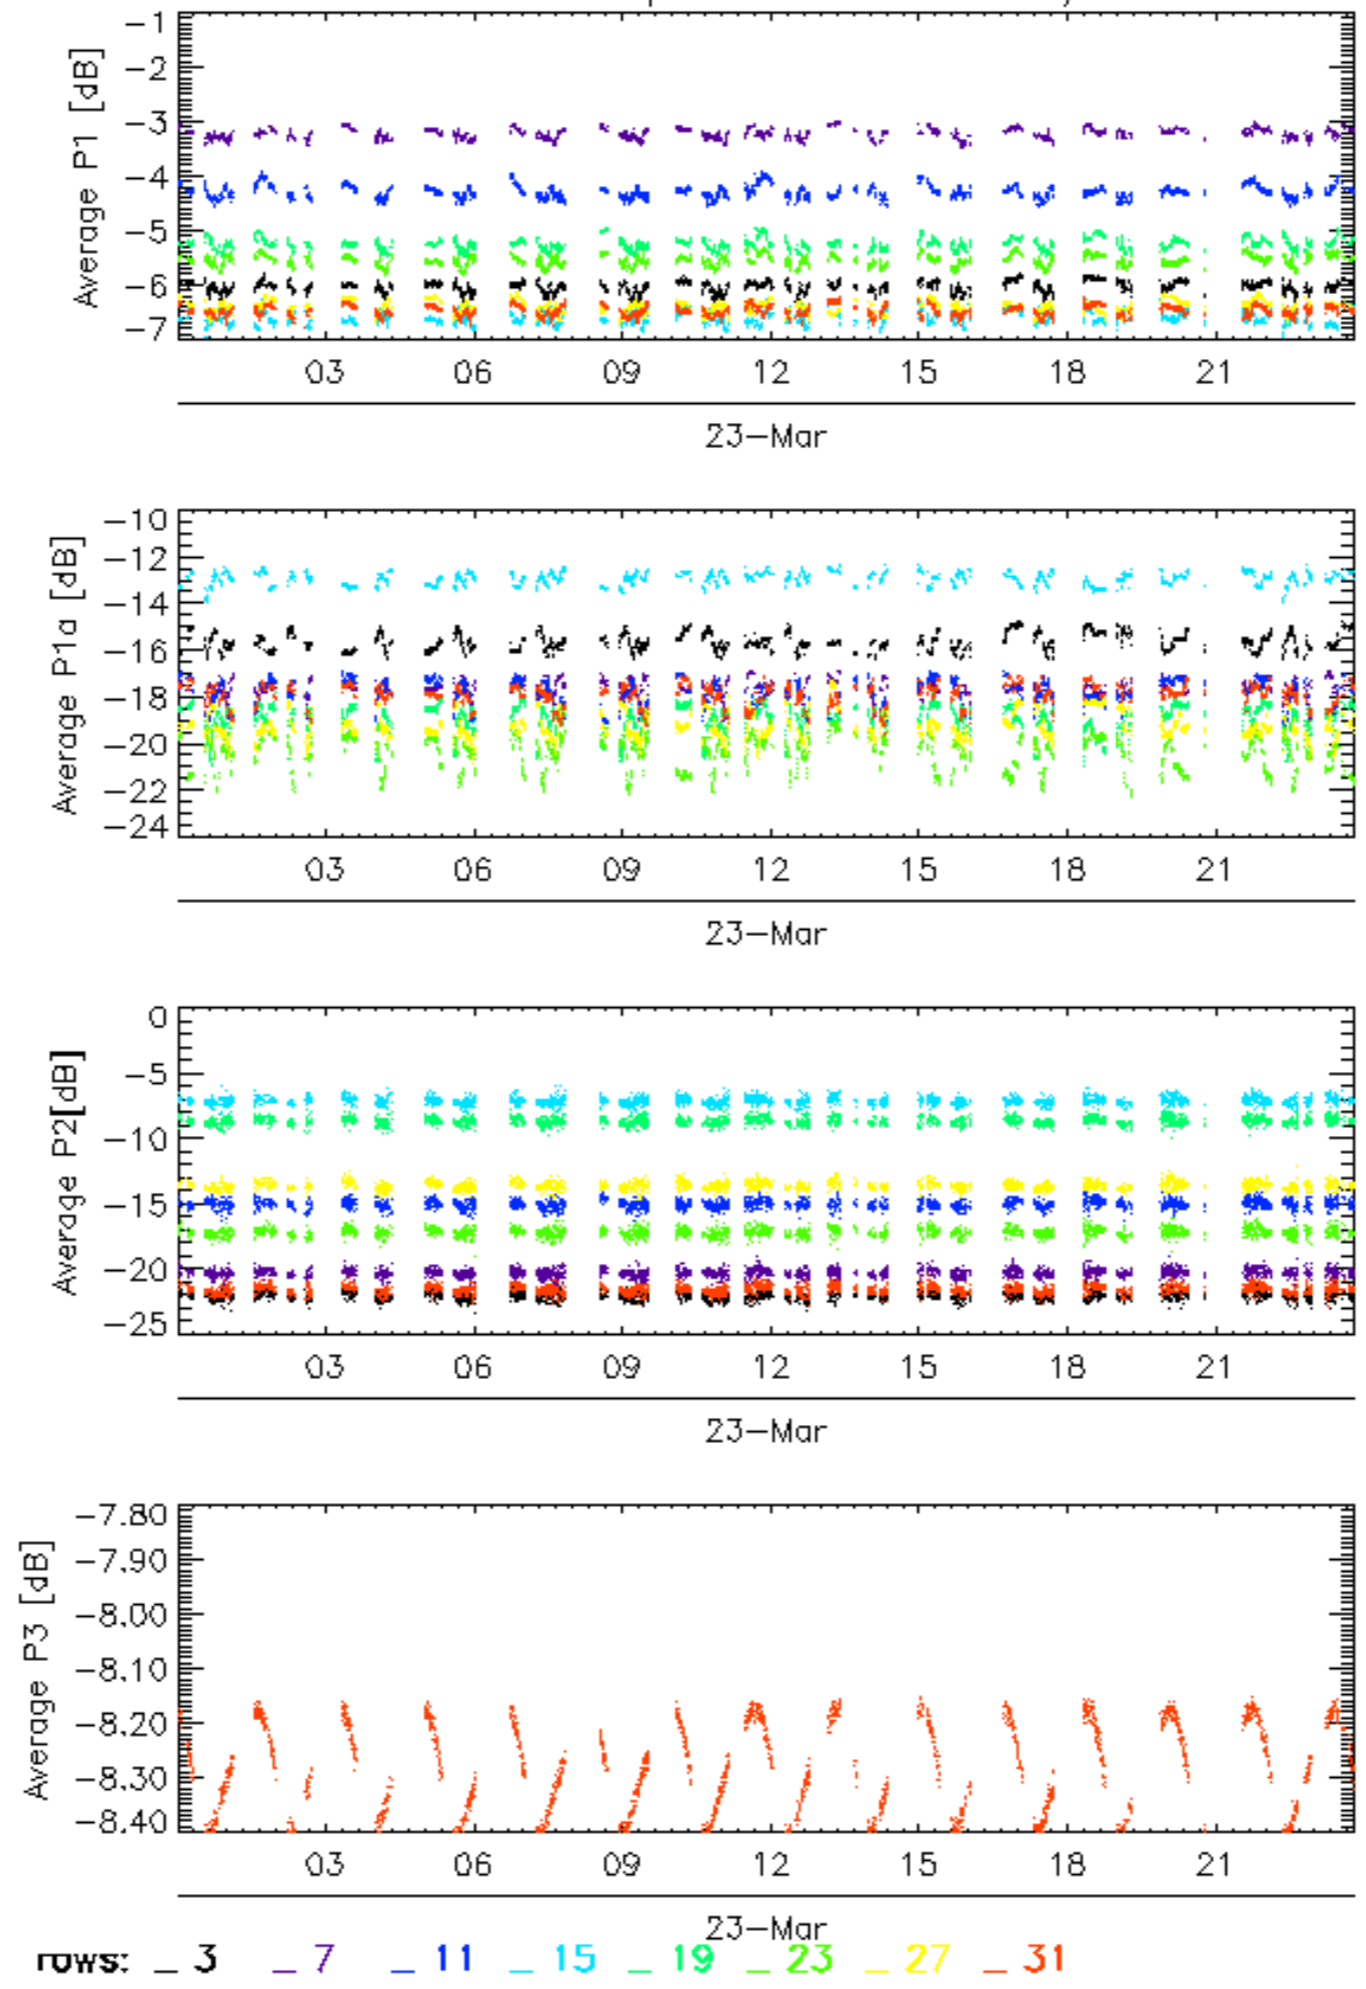 -1
-2
-3
-4
-5
-6
-7
Average P1 [dB]
03 06 09 12 15 18 21
23-Mar
-10
-12
-14
-16
-18
-20
-22
-24
Average P1a [dB]
03 06 09 12 15 18 21
23-Mar
0
-5
-10
-15
-20
-25
Average P2[dB]
03 06 09 12 15 18 21
23-Mar
-7.80
-7.90
-8.00
-8.10
-8.20
-8.30
-8.40
Average P3 [dB]
03 06 09 12 15 18 21
23-Mar
rows: _ 3 _ 7 _ 11 _ 15 _ 19 _ 23 _ 27 _ 31